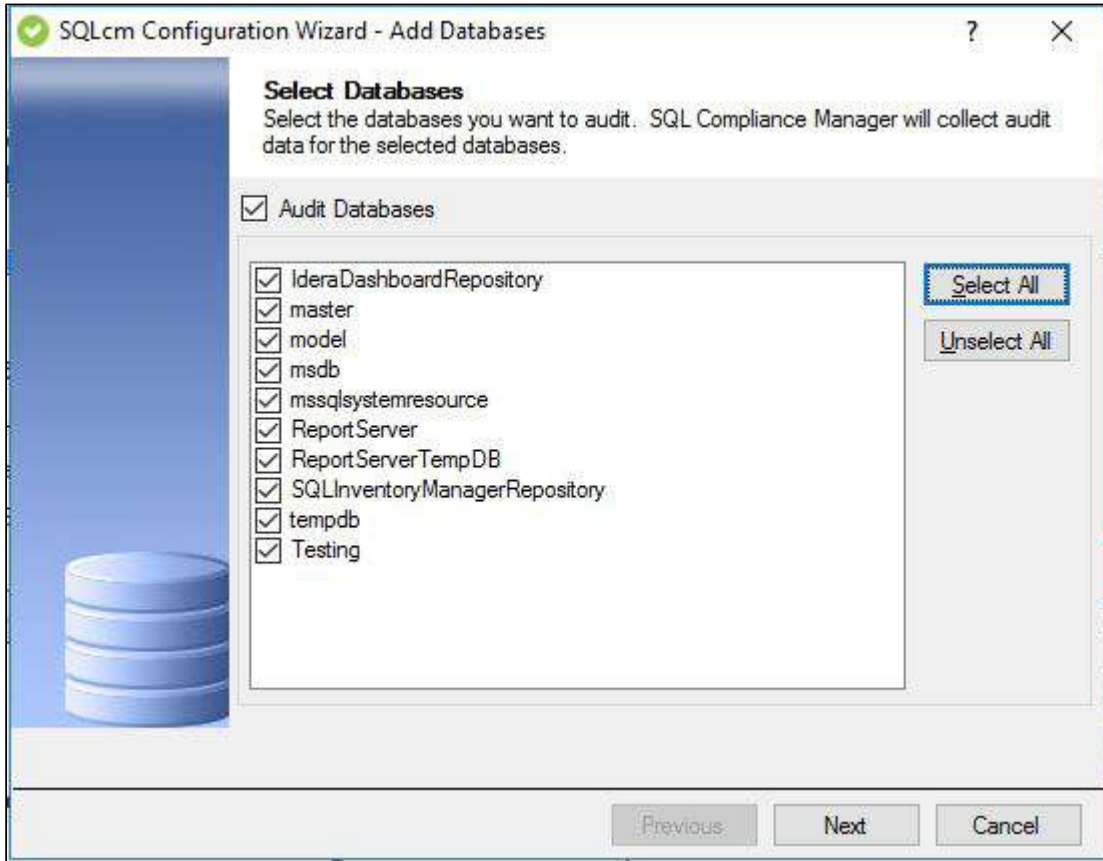 SQLcm Configuration Wizard - Add Databases
?
Select Databases
Select the databases you want to audit. SQL Compliance Manager will collect audit
data for the selected databases.
Audit Databases
IderaDashboardRepository
master
model
msdb
mssqlsystemresource
ReportServer
ReportServerTempDB
SQLInventoryManagerRepository
tempdb
Testing
Select All
Unselect All
Previous
Next
Cancel